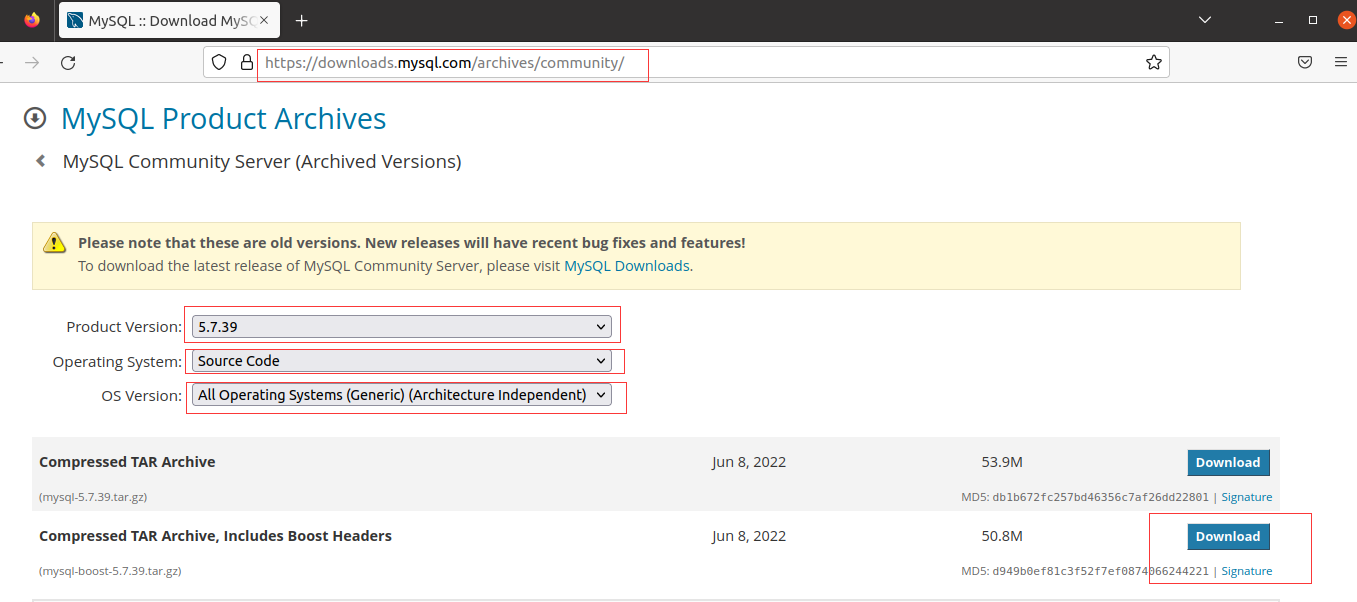 MySQL :: Download MySQ
https://downloads.mysql.com/archives/community/
MySQL Product Archives
MySQL Community Server (Archived Versions)
Please note that these are old versions. New releases will have recent bug fixes and features!
To download the latest release of MySQL Community Server, please visit MySQL Downloads.
Product Version: 5.7.39
Operating System: Source Code
OS Version: All Operating Systems (Generic) (Architecture Independent)
Compressed TAR Archive Jun 8, 2022 53.9M Download
(mysql-5.7.39.tar.gz) MD5: db1b672fc257bd46356c7af26dd22801 | Signature
Compressed TAR Archive, Includes Boost Headers Jun 8, 2022 50.8M Download
(mysql-boost-5.7.39.tar.gz) MD5: d949b0ef81c3f52f7ef0874066244221 | Signature